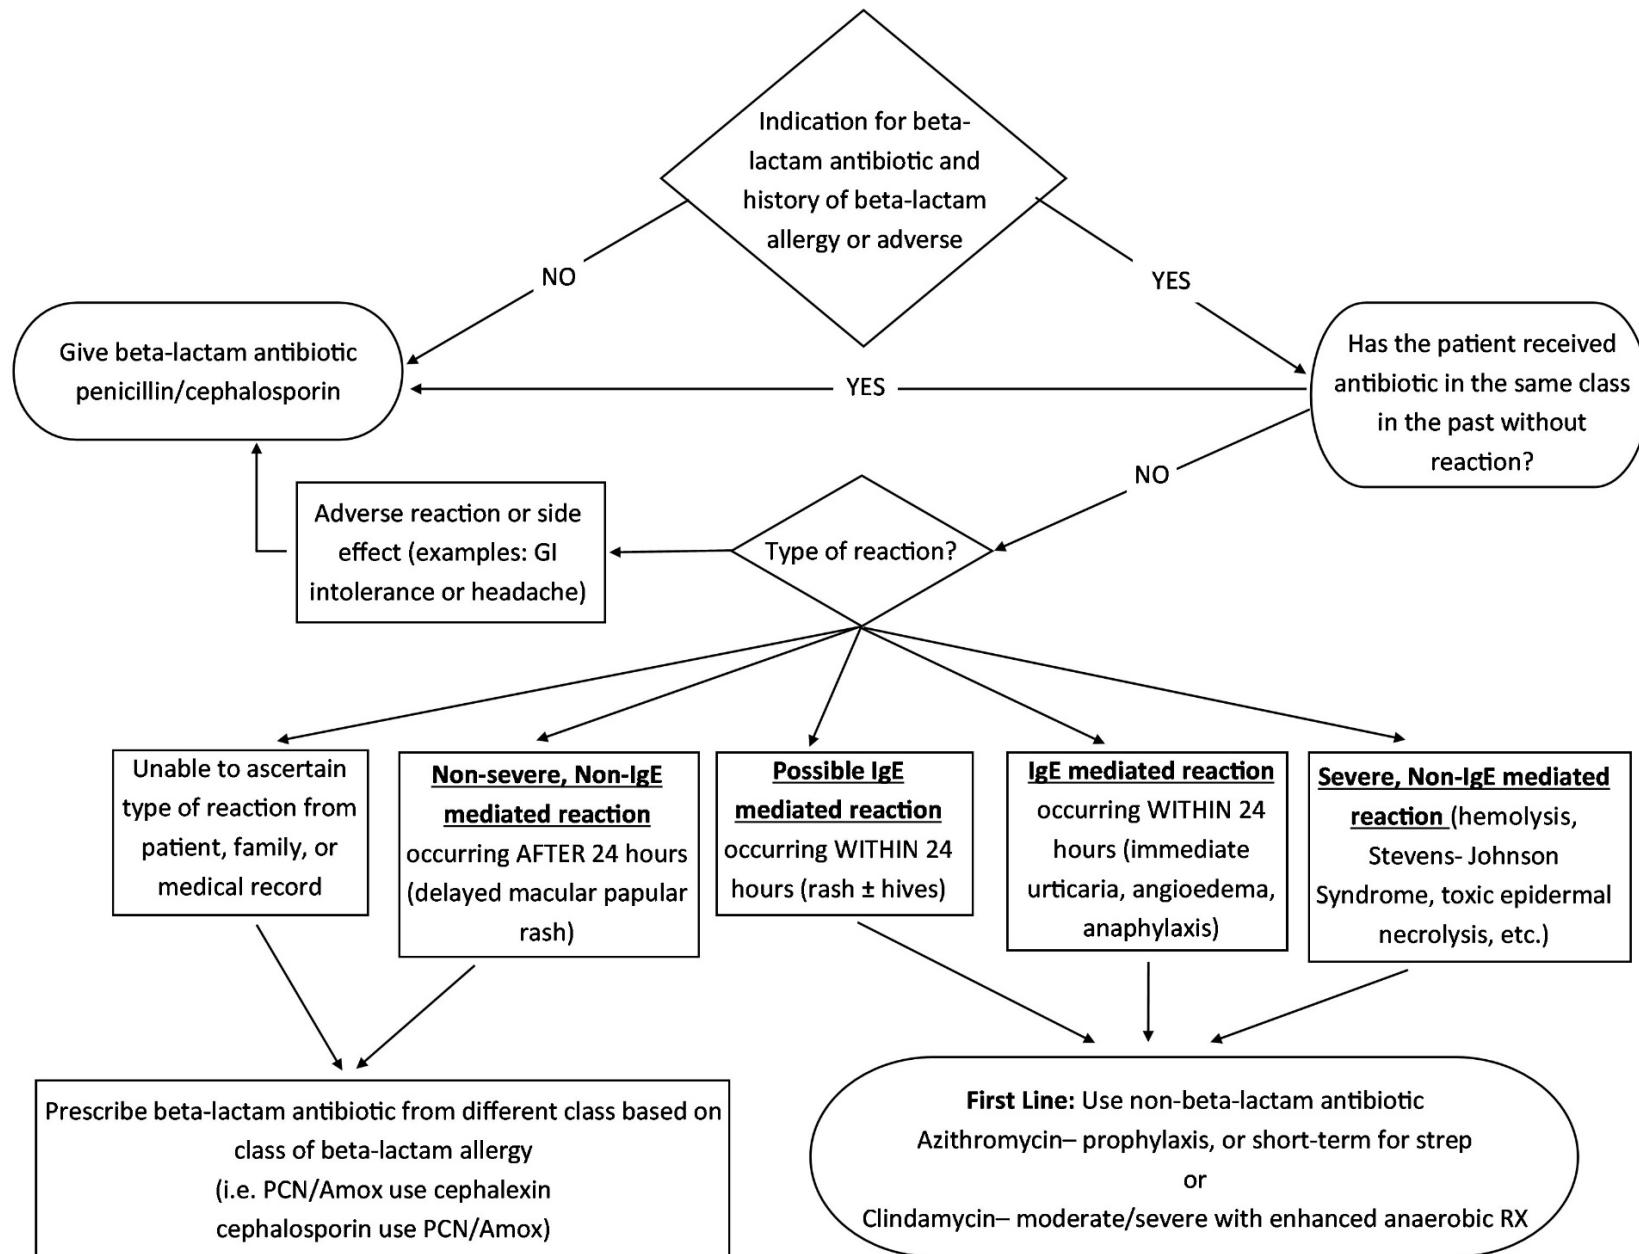 Indication for beta-
lactam antibiotic and
history of beta-lactam
allergy or adverse
NO
YES
Give beta-lactam antibiotic
penicillin/cephalosporin
YES
Has the patient received
antibiotic in the same class
in the past without
reaction?
NO
Adverse reaction or side
effect (examples: GI
intolerance or headache)
Type of reaction?
Unable to ascertain
type of reaction from
patient, family, or
medical record
Non-severe, Non-IgE
mediated reaction
occurring AFTER 24 hours
(delayed macular papular
rash)
Possible IgE
mediated reaction
occurring WITHIN 24
hours (rash ± hives)
IgE mediated reaction
occurring WITHIN 24
hours (immediate
urticaria, angioedema,
anaphylaxis)
Severe, Non-IgE mediated
reaction (hemolysis,
Stevens- Johnson
Syndrome, toxic epidermal
necrolysis, etc.)
Prescribe beta-lactam antibiotic from different class based on
class of beta-lactam allergy
(i.e. PCN/Amox use cephalexin
cephalosporin use PCN/Amox)
First Line: Use non-beta-lactam antibiotic
Azithromycin– prophylaxis, or short-term for strep
or
Clindamycin– moderate/severe with enhanced anaerobic RX